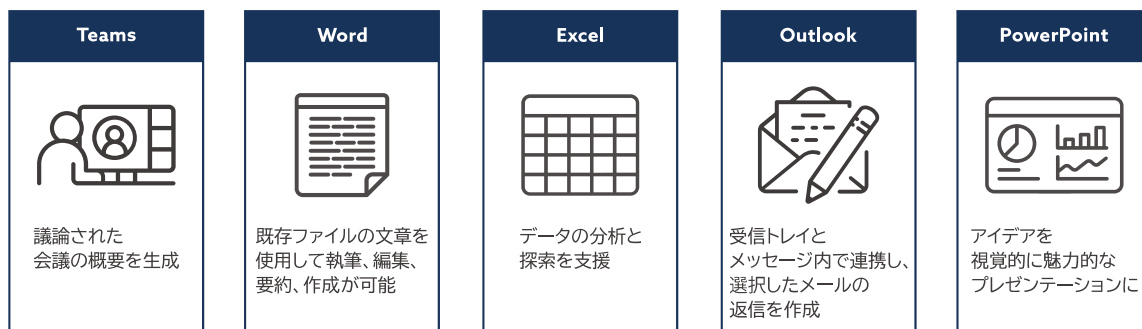 Teams
議論された
会議の概要を生成
Word
既存ファイルの文章を
使用して執筆、編集、
要約、作成が可能
Excel
データの分析と
探索を支援
Outlook
受信トレイと
メッセージ内で連携し、
選択したメールの
返信を作成
PowerPoint
アイデアを
視覚的に魅力的な
プレゼンテーションに